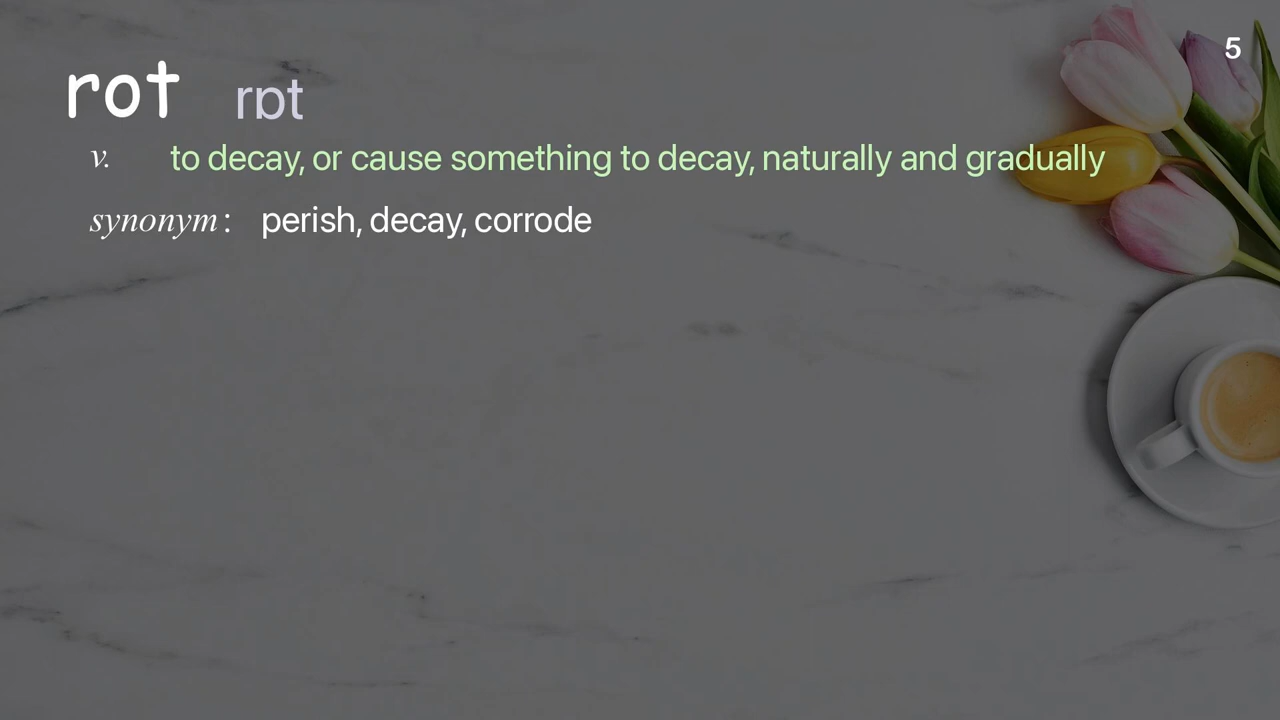 5
rot rɒt
v. to decay, or cause something to decay, naturally and gradually
synonym: perish, decay, corrode